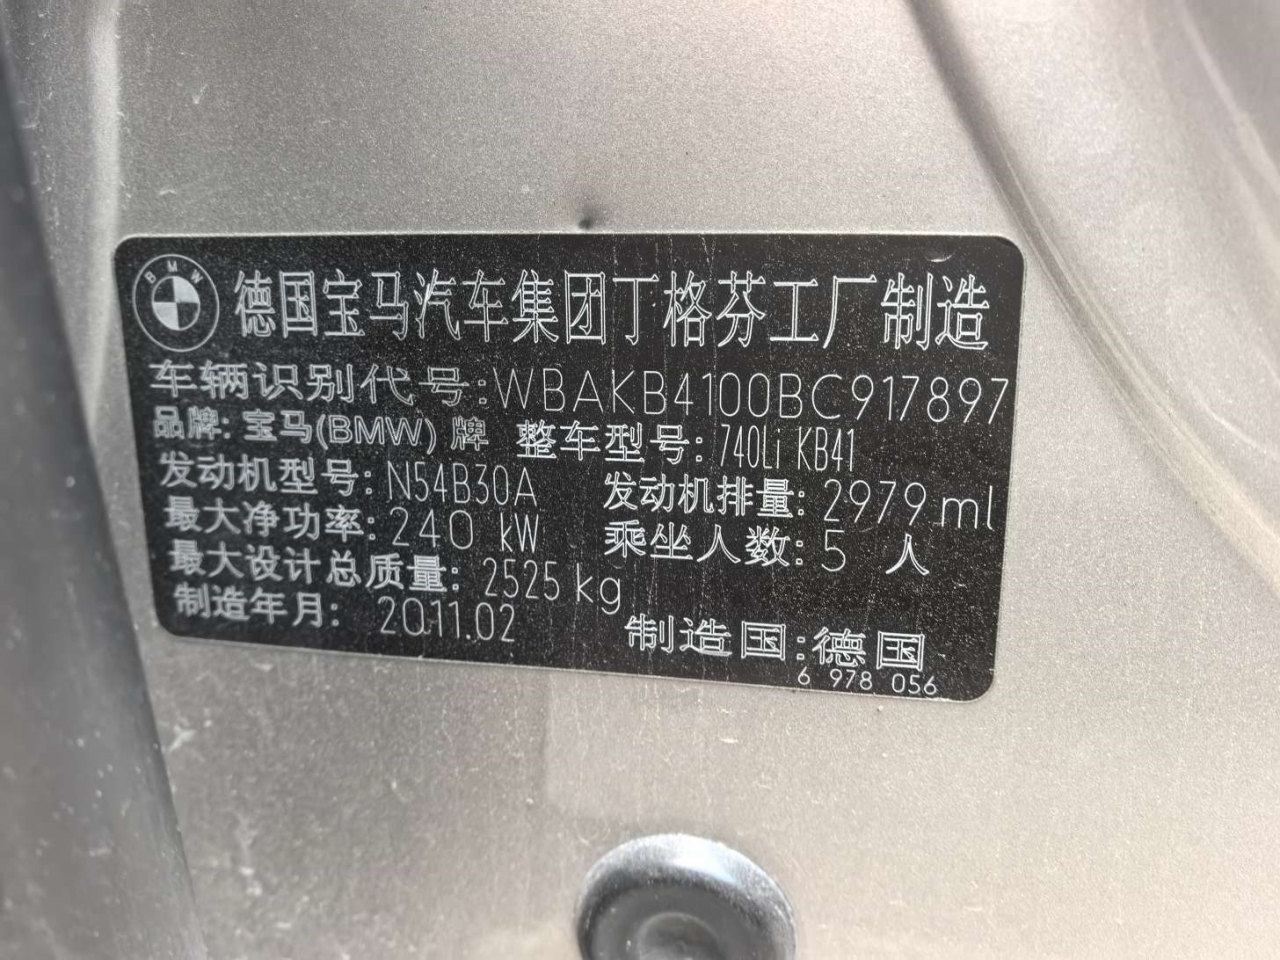 BMW
德国宝马汽车集团丁格芬工厂制造
车辆识别代号:WBAKB4100BC917897
品牌:宝马(BMW)牌 整车型号:740Li KB41
发动机型号:N54B30A 发动机排量:2979ml
最大净功率:240 kW 乘坐人数:5 人
最大设计总质量:2525kg
制造年月:2011.02 制造国:德国
6 978 056